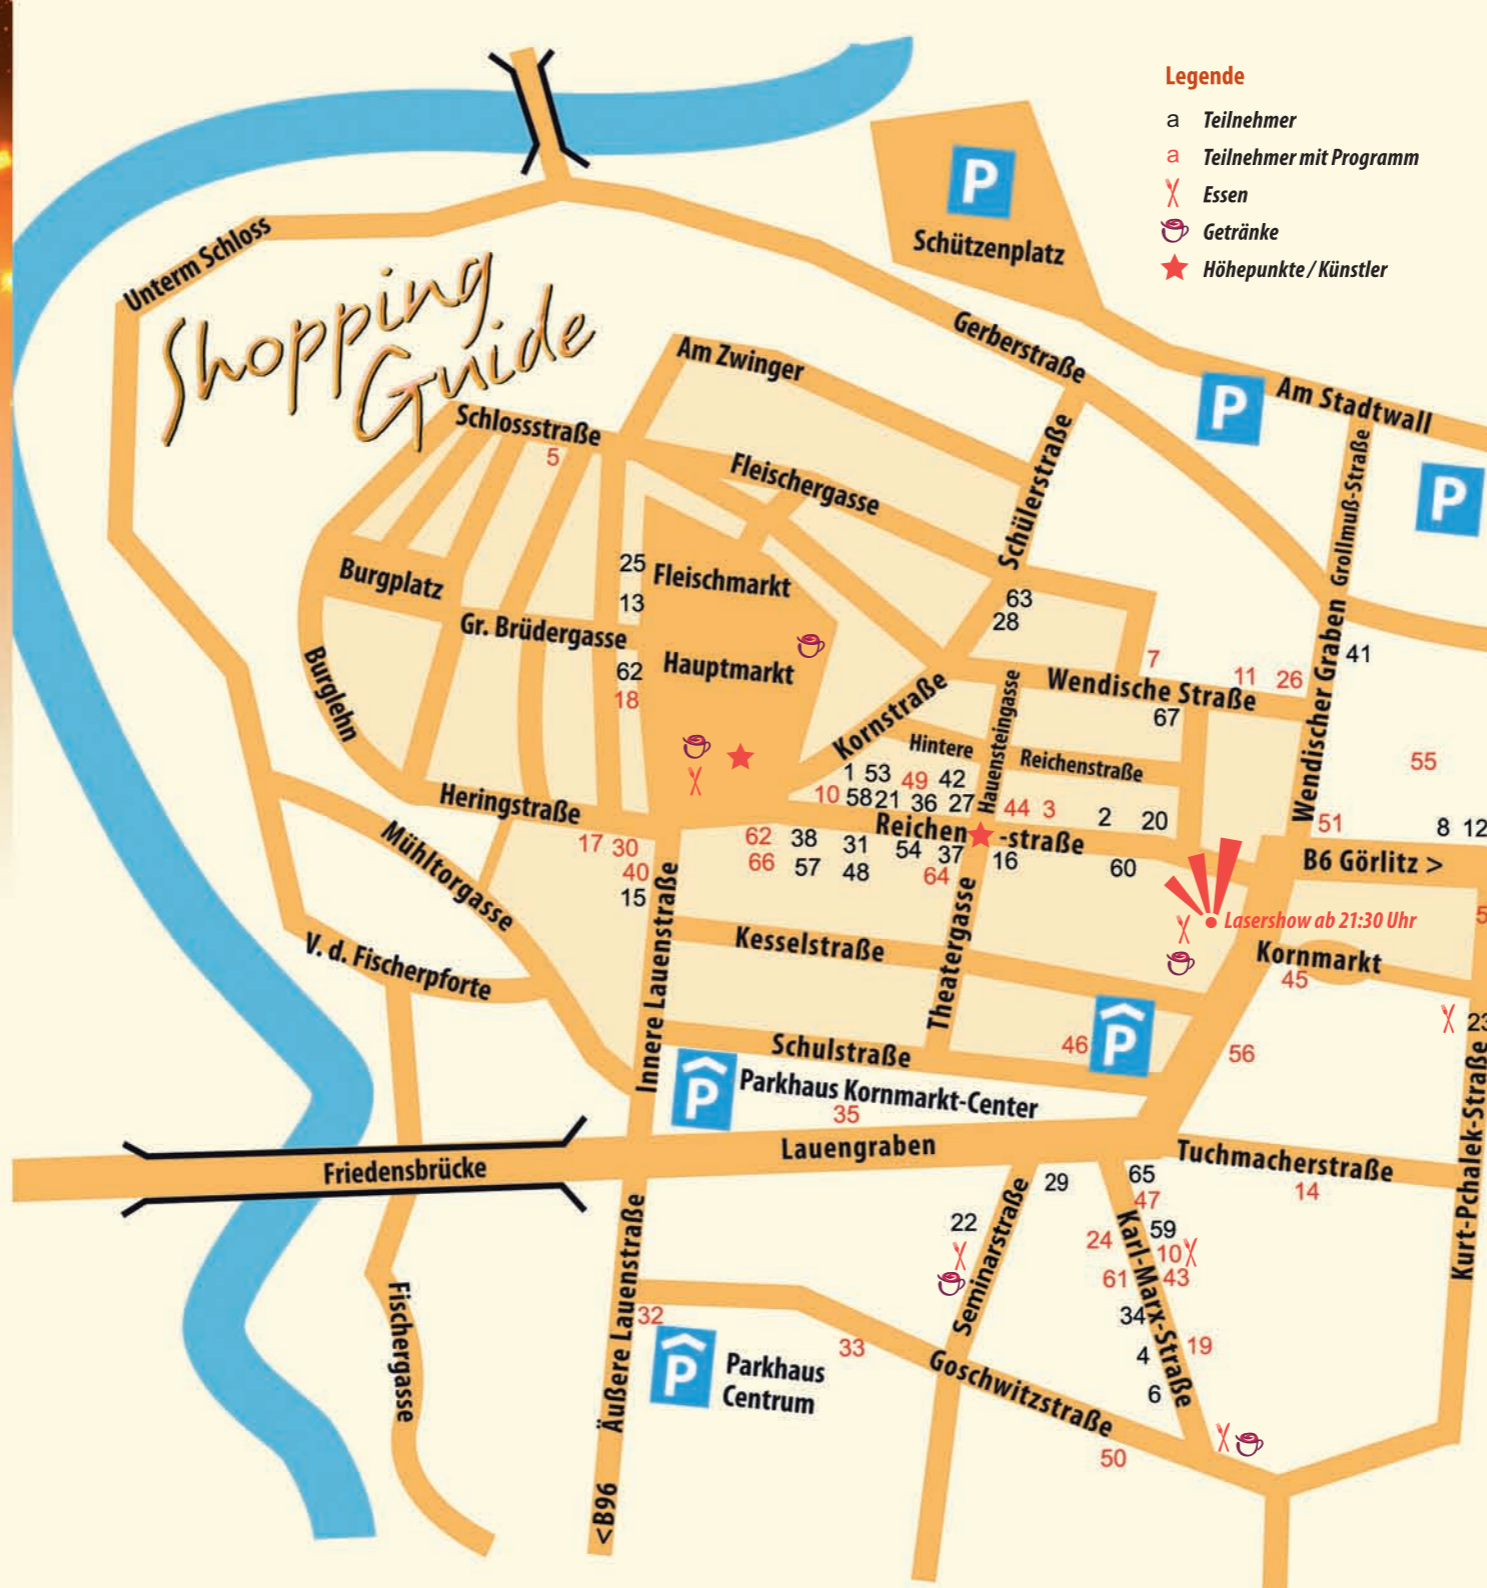 Legende
a Teilnehmer
a Teilnehmer mit Programm
Essen
Getränke
Höhepunkte / Künstler
P
Schützenplatz
Unterm Schloss
Shopping
Guide
Gerberstraße
Am Zwinger
P
Am Stadtwall
Schlossstraße
5
Fleischergasse
Schülerstraße
Grollmuß-Straße
P
Burgplatz
25
Fleischmarkt
13
63
28
Gr. Brüdergasse
Hauptmarkt
62
18
Burglehn
7
11
26
41
Wendische Straße
67
Wendischer Graben
Kornstraße
Hauensteingasse
Hintere
Reichenstraße
55
1 53 49 42
10 58 21 36 27
44 3
2
20
51
8 12
Heringstraße
Reichen
-straße
17 30
40
15
62 38 31 54 37 16
66 57 48 64
60
B6 Görlitz >
Mühltorgasse
Innere Lauenstraße
Theatergasse
Lasershow ab 21:30 Uhr
5
Kesselstraße
Kornmarkt
45
V. d. Fischerpforte
23
Schulstraße
46
P
56
P
Parkhaus Kornmarkt-Center
35
Lauengraben
Friedensbrücke
Tuchmacherstraße
14
Kurt-Pchalek-Straße
29
65
47
22
59
24
10
61
43
Seminarstraße
Karl-Marx-Straße
34
19
4
6
Fischergasse
Äußere Lauenstraße
32
33
P
Parkhaus
Centrum
Goschwitzstraße
50
<B96